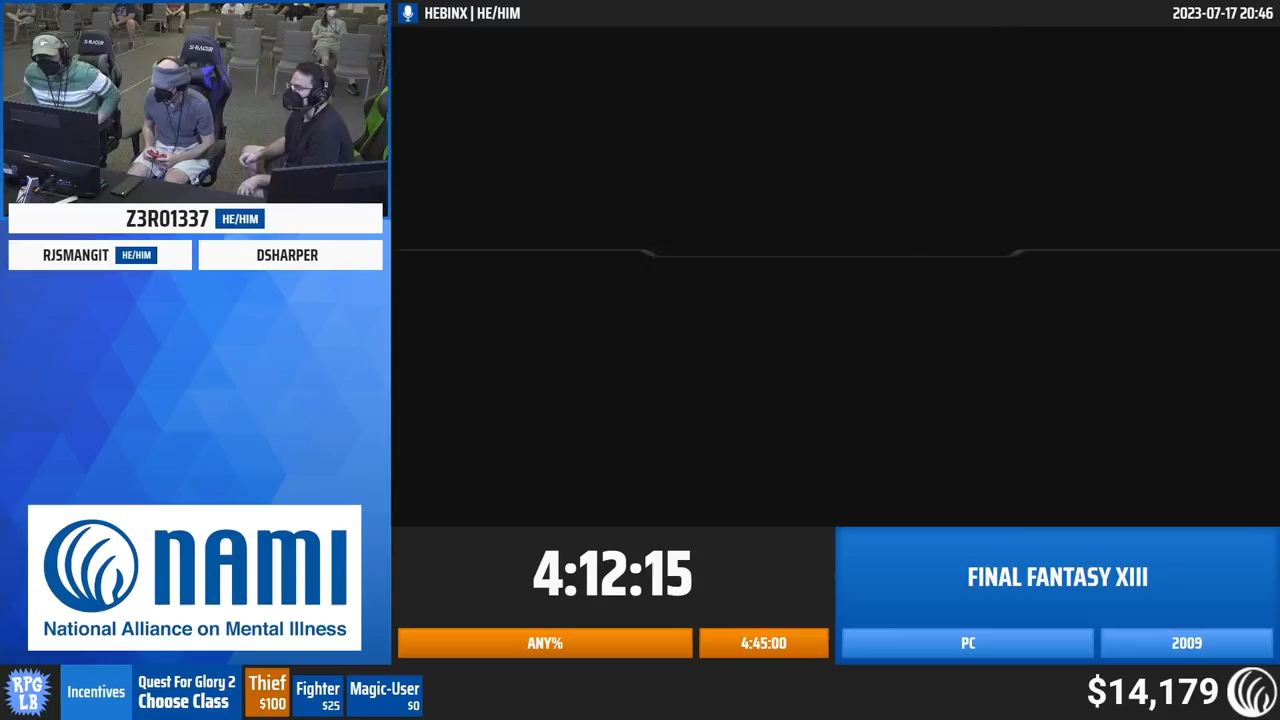 HEBINX | HE/HIM
2023-07-17 20:46
Z3R01337 HE/HIM
RJSMANGIT HE/HIM
DSHARPER
NAMI
National Alliance on Mental Illness
4:12:15
ANY%
4:45:00
FINAL FANTASY XIII
PC
2009
RPG
LB
Incentives
Quest For Glory 2
Choose Class
Thief
$100
Fighter
$25
Magic-User
$0
$14,179